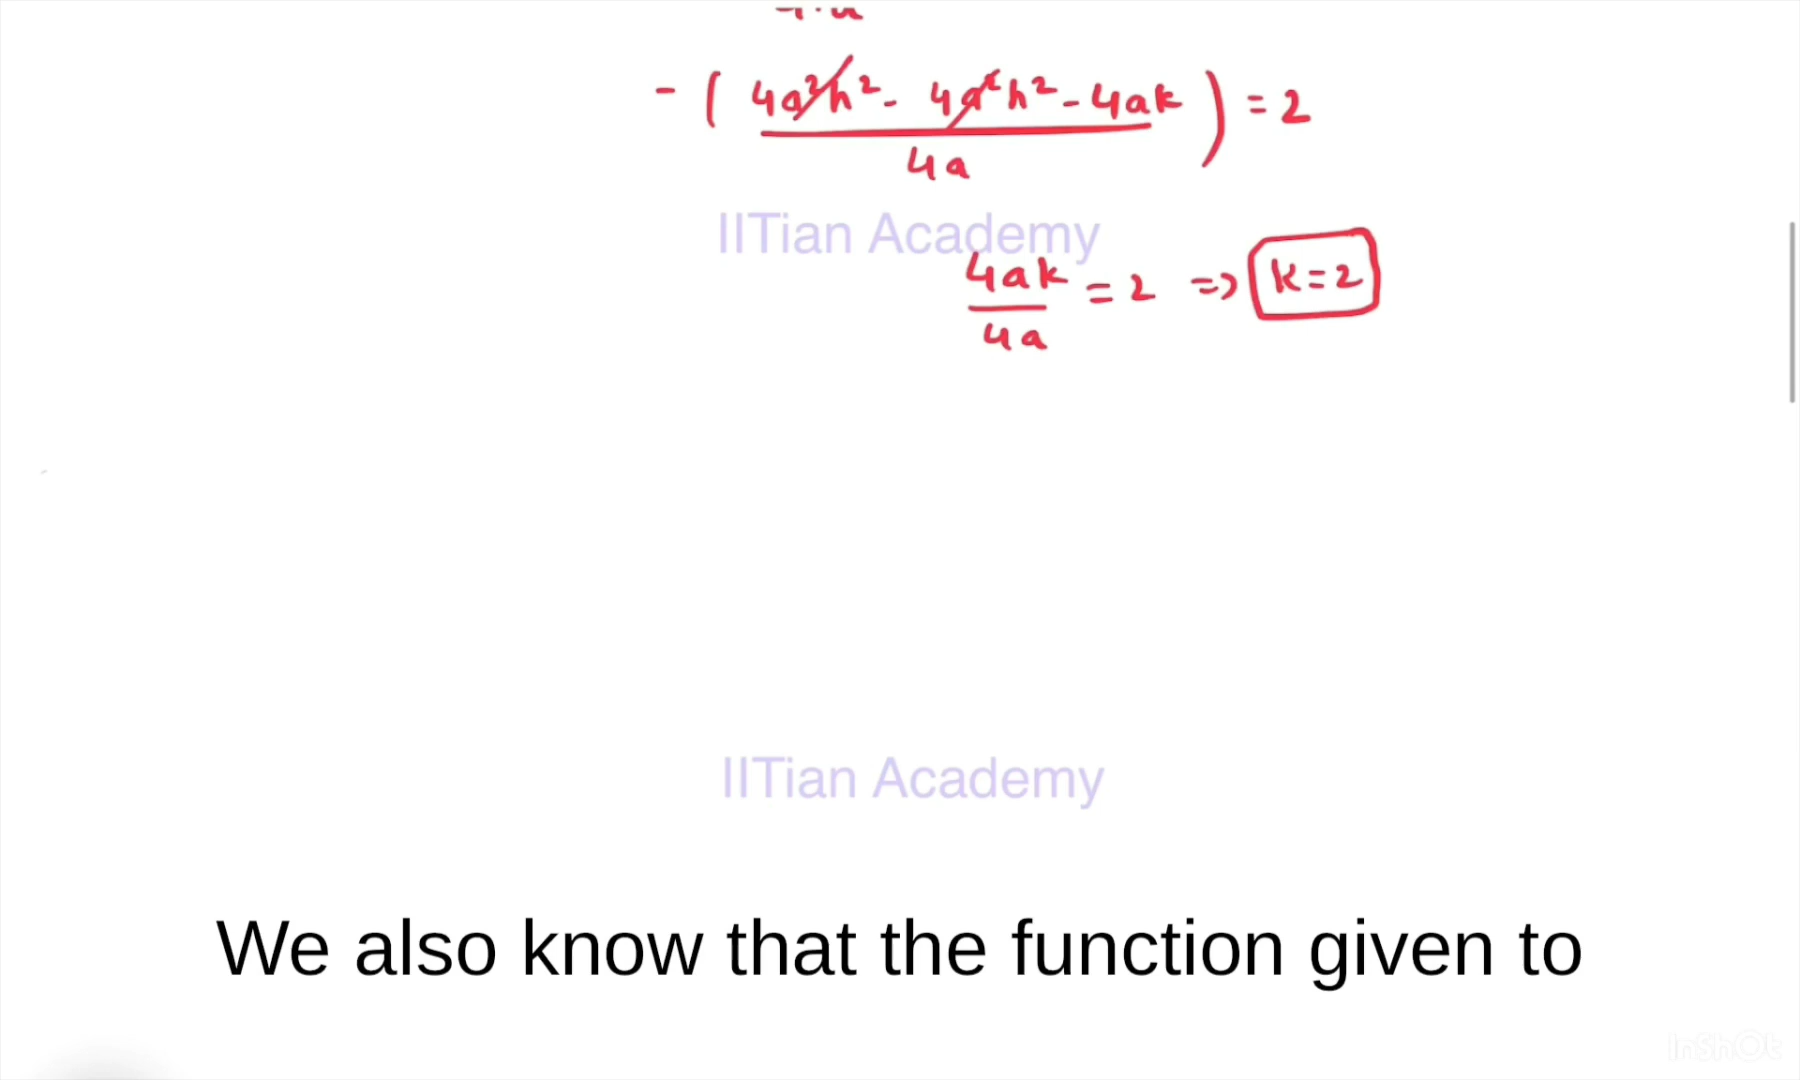 - ( 4a²h² - 4a²h² - 4ak ) = 2
4a
IITian Academy
4ak = 2 => K = 2
4a
IITian Academy
We also know that the function given to
InShOt